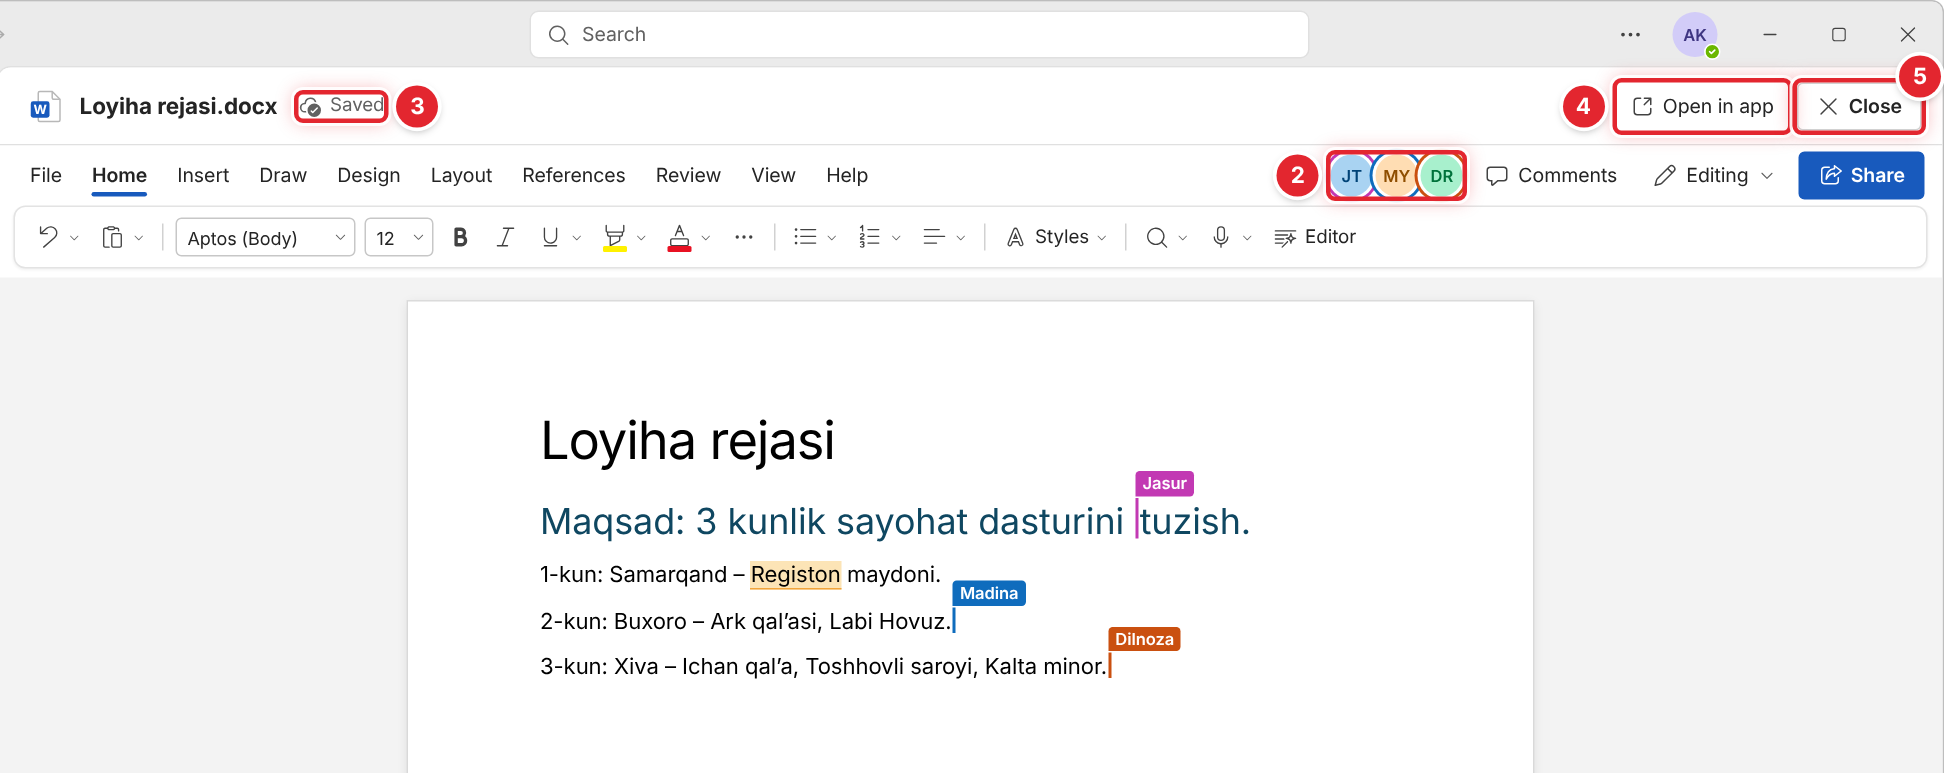 Search
AK
W Loyiha rejasi.docx Saved 3
4 Open in app Close 5
File Home Insert Draw Design Layout References Review View Help 2 JT MY DR Comments Editing Share
Aptos (Body) 12 B I U A ... Styles Editor
Loyiha rejasi
Jasur
Maqsad: 3 kunlik sayohat dasturini tuzish.
1-kun: Samarqand – Registon maydoni.
Madina
2-kun: Buxoro – Ark qal’asi, Labi Hovuz.
Dilnoza
3-kun: Xiva – Ichan qal’a, Toshhovli saroyi, Kalta minor.